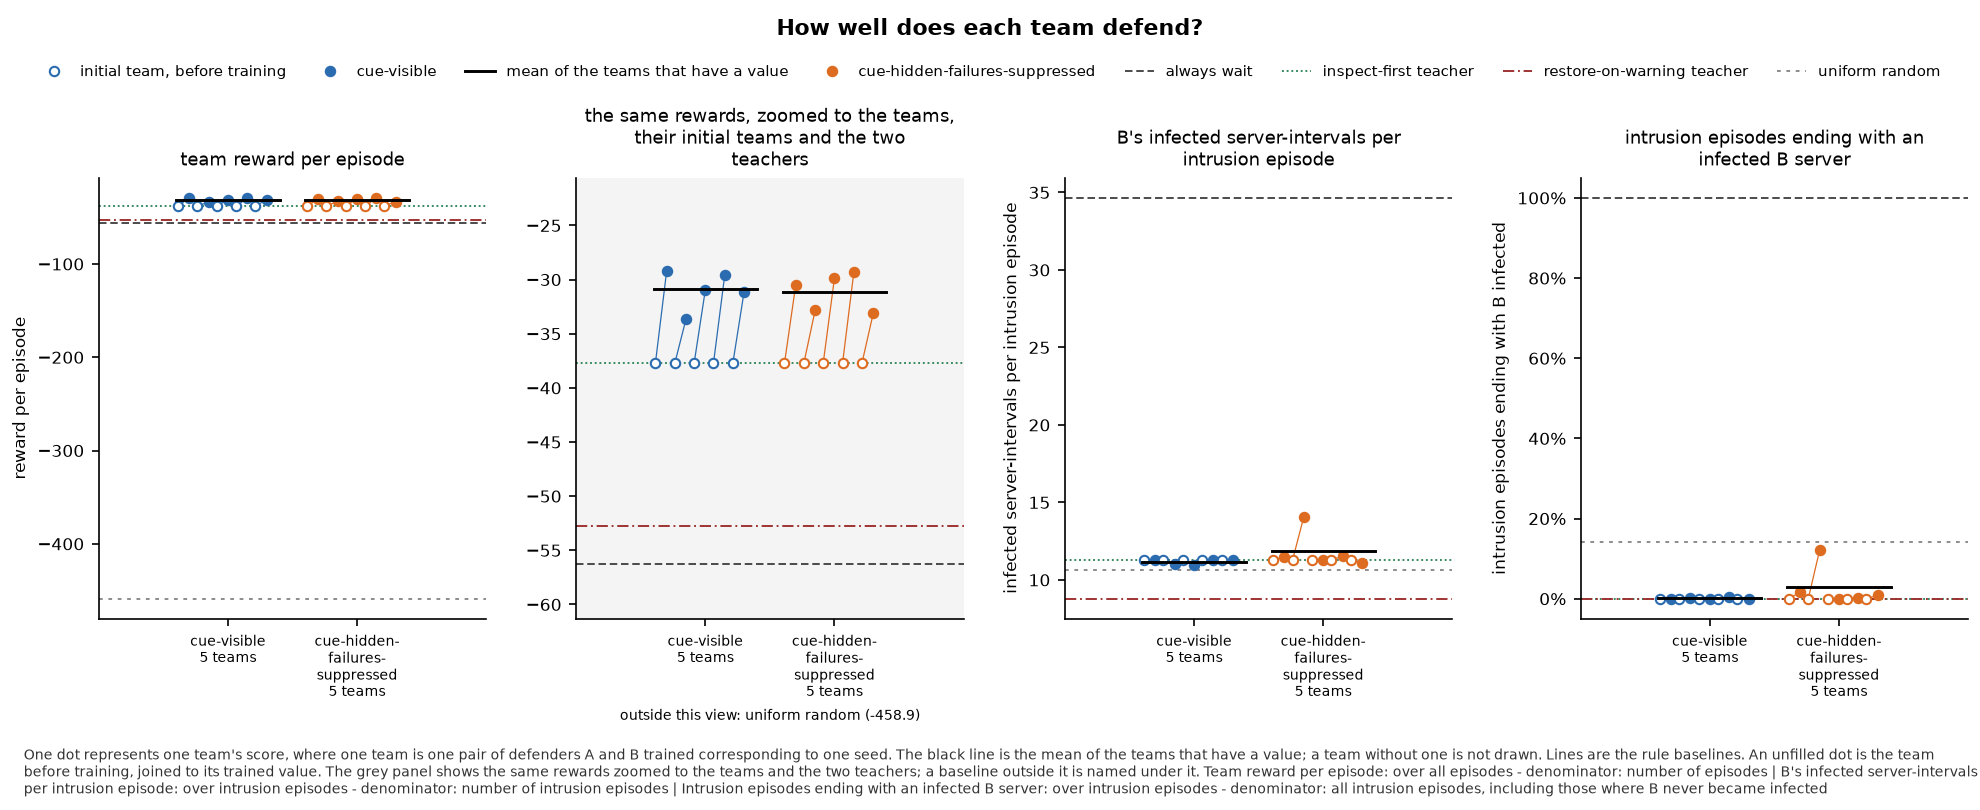 How well does each team defend?
initial team, before training
cue-visible
mean of the teams that have a value
cue-hidden-failures-suppressed
always wait
inspect-first teacher
restore-on-warning teacher
uniform random
team reward per episode
reward per episode
−100
−200
−300
−400
cue-visible
5 teams
cue-hidden-
failures-
suppressed
5 teams
the same rewards, zoomed to the teams,
their initial teams and the two
teachers
−25
−30
−35
−40
−45
−50
−55
−60
cue-visible
5 teams
cue-hidden-
failures-
suppressed
5 teams
outside this view: uniform random (-458.9)
B's infected server-intervals per
intrusion episode
infected server-intervals per intrusion episode
35
30
25
20
15
10
cue-visible
5 teams
cue-hidden-
failures-
suppressed
5 teams
intrusion episodes ending with an
infected B server
intrusion episodes ending with B infected
100%
80%
60%
40%
20%
0%
cue-visible
5 teams
cue-hidden-
failures-
suppressed
5 teams
One dot represents one team's score, where one team is one pair of defenders A and B trained corresponding to one seed. The black line is the mean of the teams that have a value; a team without one is not drawn. Lines are the rule baselines. An unfilled dot is the team
before training, joined to its trained value. The grey panel shows the same rewards zoomed to the teams and the two teachers; a baseline outside it is named under it. Team reward per episode: over all episodes - denominator: number of episodes | B's infected server-intervals
per intrusion episode: over intrusion episodes - denominator: number of intrusion episodes | Intrusion episodes ending with an infected B server: over intrusion episodes - denominator: all intrusion episodes, including those where B never became infected